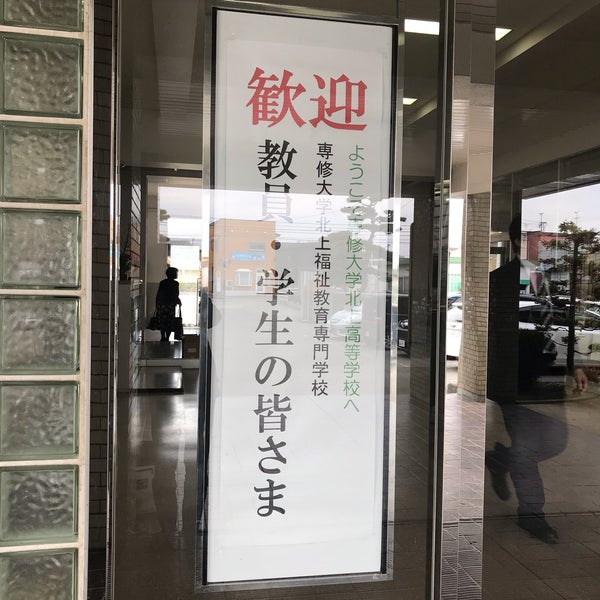 歓迎
ようこそ専修大学北上高等学校へ
専修大学北上福祉教育専門学校
教員・学生の皆さま